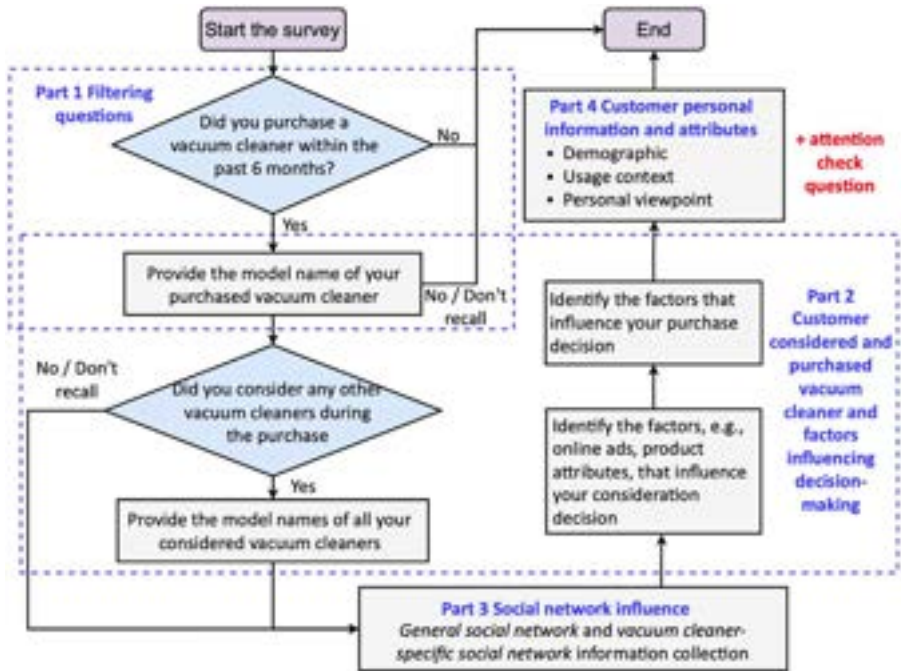 Start the survey
End
Part 1 Filtering
questions
Did you purchase a
vacuum cleaner within the
past 6 months?
No
Yes
Provide the model name of your
purchased vacuum cleaner
No / Don't
recall
No / Don't
recall
Did you consider any other
vacuum cleaners during
the purchase
Yes
Provide the model names of all your
considered vacuum cleaners
Part 3 Social network influence
General social network and vacuum cleaner-
specific social network information collection
Identify the factors, e.g.,
online ads, product
attributes, that influence
your consideration
decision
Identify the factors that
influence your purchase
decision
Part 2
Customer
considered and
purchased
vacuum
cleaner and
factors
influencing
decision-
making
Part 4 Customer personal
information and attributes
• Demographic
• Usage context
• Personal viewpoint
+ attention
check
question